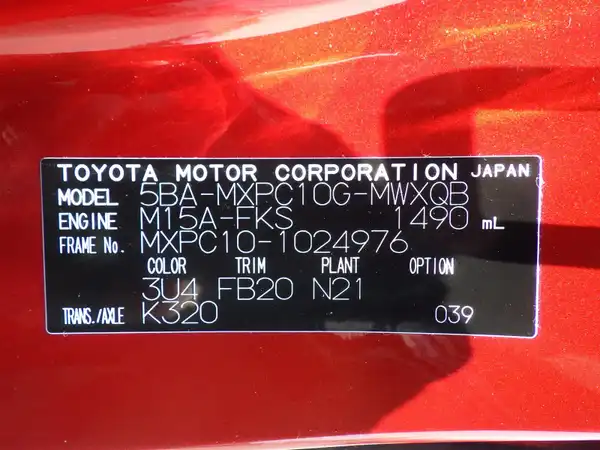 TOYOTA MOTOR CORPORATION JAPAN
MODEL 5BA-MXPC10G-MWXQB
ENGINE M15A-FKS 1490 mL
FRAME No. MXPC10-1024976
COLOR TRIM PLANT OPTION
3U4 FB20 N21
TRANS./AXLE K320 039